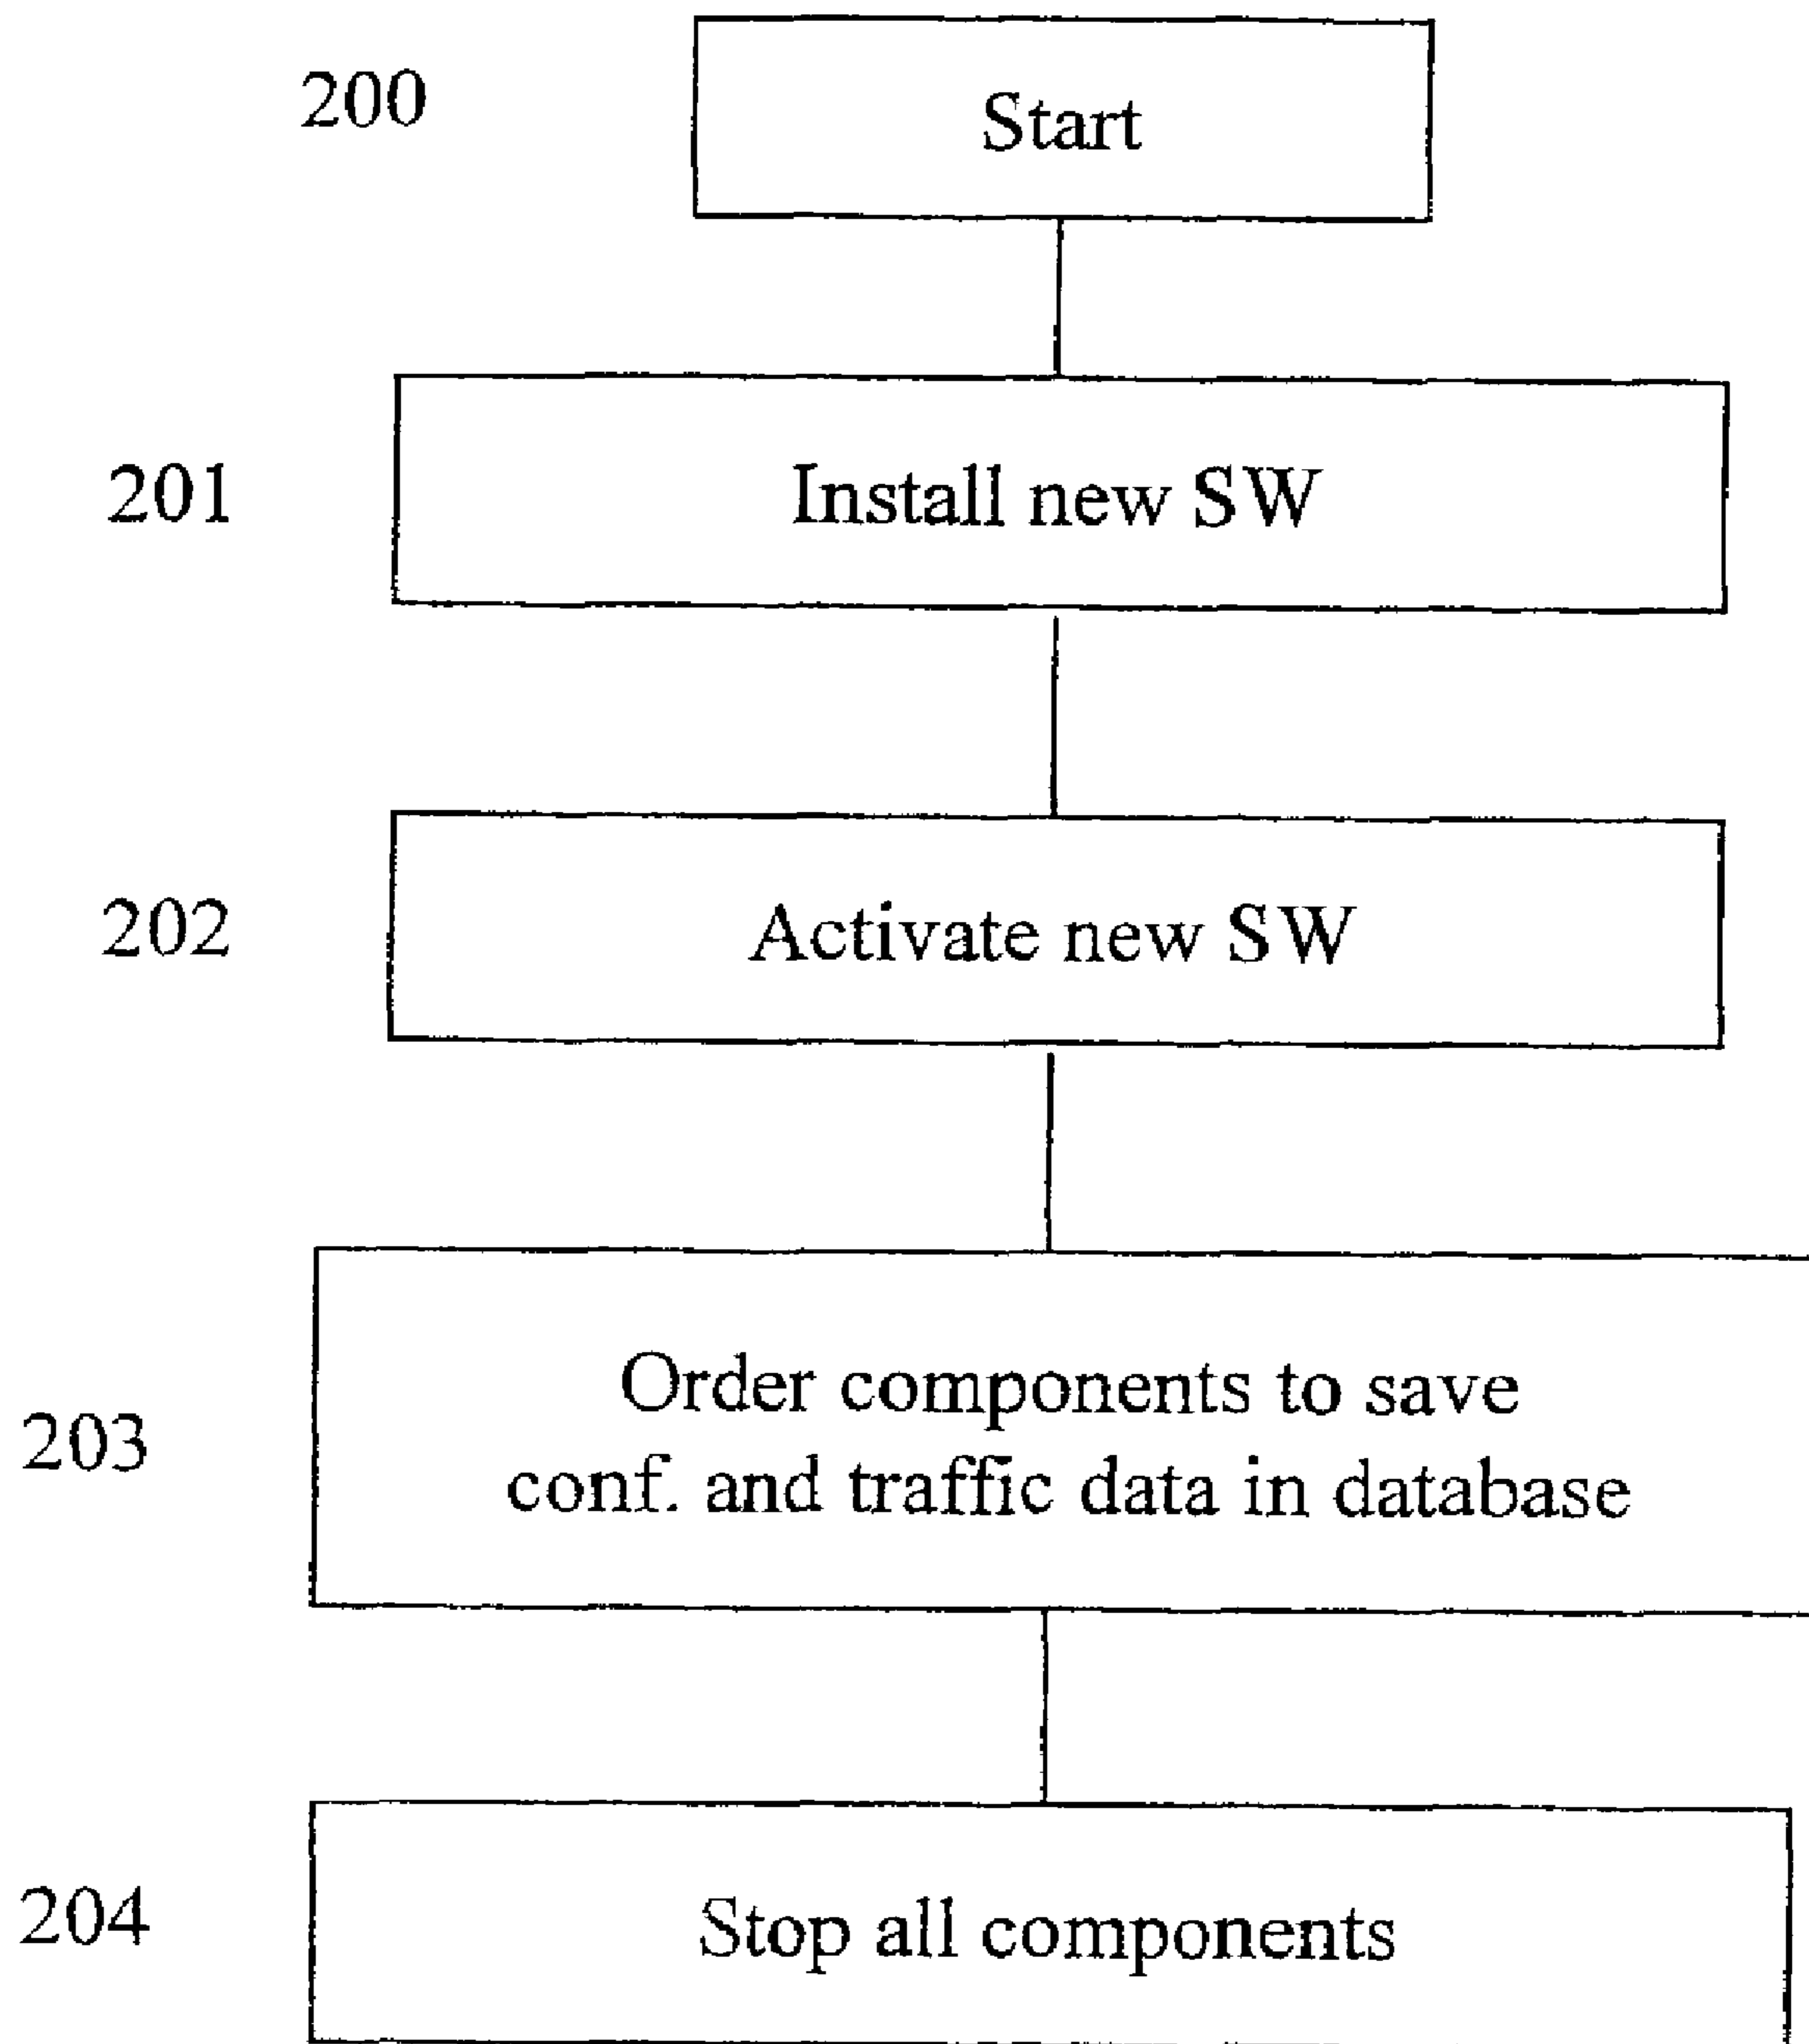 200
Start
201
Install new SW
202
Activate new SW
203
Order components to save
conf. and traffic data in database
204
Stop all components